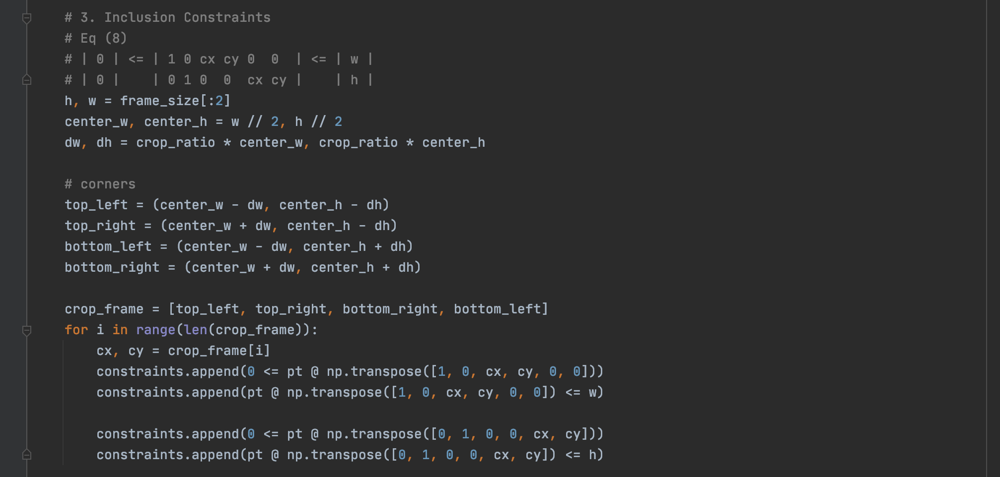 # 3. Inclusion Constraints
# Eq (8)
# | 0 | <= | 1 0 cx cy 0  0  | <= | w |
# | 0 |    | 0 1 0  0  cx cy |    | h |
h, w = frame_size[:2]
center_w, center_h = w // 2, h // 2
dw, dh = crop_ratio * center_w, crop_ratio * center_h
# corners
top_left = (center_w - dw, center_h - dh)
top_right = (center_w + dw, center_h - dh)
bottom_left = (center_w - dw, center_h + dh)
bottom_right = (center_w + dw, center_h + dh)
crop_frame = [top_left, top_right, bottom_right, bottom_left]
for i in range(len(crop_frame)):
    cx, cy = crop_frame[i]
    constraints.append(0 <= pt @ np.transpose([1, 0, cx, cy, 0, 0]))
    constraints.append(pt @ np.transpose([1, 0, cx, cy, 0, 0]) <= w)
    constraints.append(0 <= pt @ np.transpose([0, 1, 0, 0, cx, cy]))
    constraints.append(pt @ np.transpose([0, 1, 0, 0, cx, cy]) <= h)